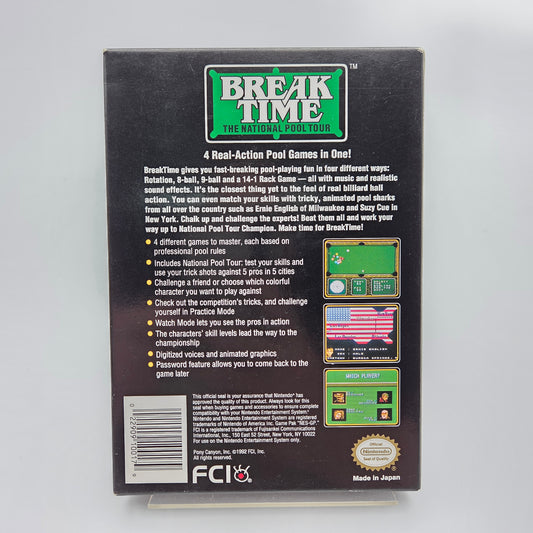 BREAK
TIME
™
THE NATIONAL POOL TOUR
4 Real-Action Pool Games in One!
BreakTime gives you fast-breaking pool-playing fun in four different ways:
Rotation, 8-ball, 9-ball and a 14-1 Rack Game — all with music and realistic
sound effects. It's the closest thing yet to the feel of real billiard hall
action. You can even match your skills with tricky, animated pool sharks
from all over the country such as Ernie English of Milwaukee and Suzy Cue in
New York. Chalk up and challenge the experts! Beat them all and work your
way up to National Pool Tour Champion. Make time for BreakTime!
• 4 different games to master, each based on
professional pool rules
• Includes National Pool Tour: test your skills and
use your trick shots against 5 pros in 5 cities
• Challenge a friend or choose which colorful
character you want to play against
• Check out the competition's tricks, and challenge
yourself in Practice Mode
• Watch Mode lets you see the pros in action
• The characters' skill levels lead the way to the
championship
• Digitized voices and animated graphics
• Password feature allows you to come back to the
game later
NAME : ERNIE ENGLISH
SEX : MALE
HOMETOWN : EUREKA SPRINGS
WHICH PLAYER?
This official seal is your assurance that Nintendo® has
approved the quality of this product. Always look for this
seal when buying games and accessories to ensure complete
compatibility with your Nintendo Entertainment System.
Nintendo and Nintendo Entertainment System are registered
trademarks of Nintendo of America Inc. Game Pak "NES-GP."
FCI is a registered trademark of Fujisankei Communications
International, Inc., 150 East 52 Street, New York, NY 10022
For use on the Nintendo Entertainment System only.
Pony Canyon, Inc. ©1992 FCI, Inc.
All rights reserved.
FCI
Official
Nintendo
Seal of Quality
Made in Japan